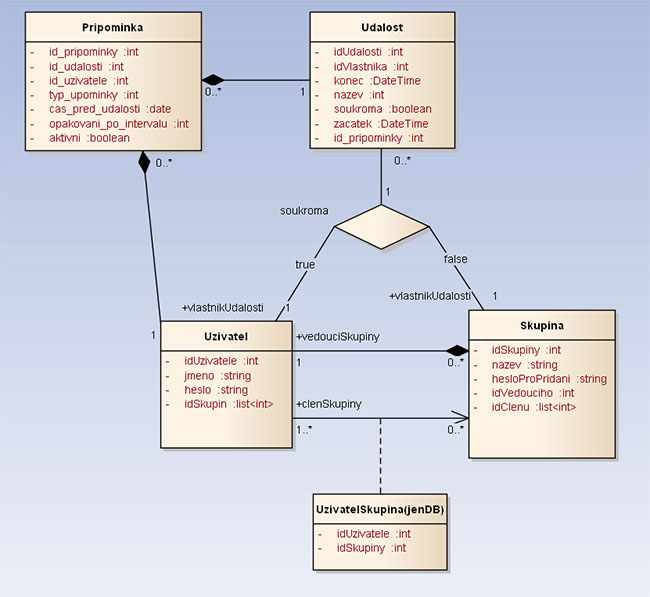 Pripominka
- id_pripominky :int
- id_udalosti :int
- id_uzivatele :int
- typ_upominky :int
- cas_pred_udalosti :date
- opakovani_po_intervalu :int
- aktivni :boolean
Udalost
- idUdalosti :int
- idVlastnika :int
- konec :DateTime
- nazev :int
- soukroma :boolean
- zacatek :DateTime
- id_pripominky :int
0..*
1
0..*
0..*
1
soukroma
true
false
+vlastnikUdalosti
1
+vlastnikUdalosti
1
1
Uzivatel
- idUzivatele :int
- jmeno :string
- heslo :string
- idSkupin :list<int>
+vedouciSkupiny
1
0..*
+clenSkupiny
1..*
0..*
Skupina
- idSkupiny :int
- nazev :string
- hesloProPridani :string
- idVedouciho :int
- idClenu :list<int>
UzivatelSkupina(jenDB)
- idUzivatele :int
- idSkupiny :int